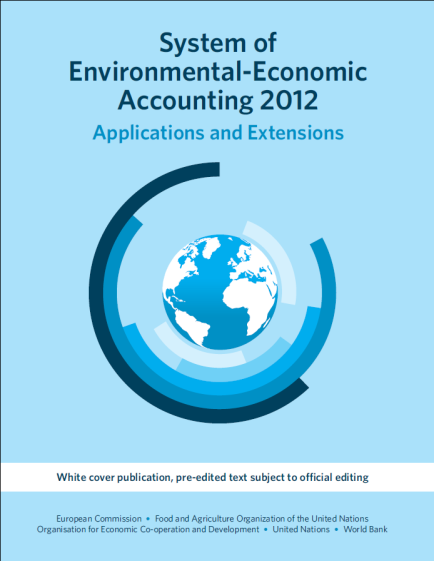 System of
Environmental-Economic
Accounting 2012
Applications and Extensions
White cover publication, pre-edited text subject to official editing
European Commission • Food and Agriculture Organization of the United Nations
Organisation for Economic Co-operation and Development • United Nations • World Bank